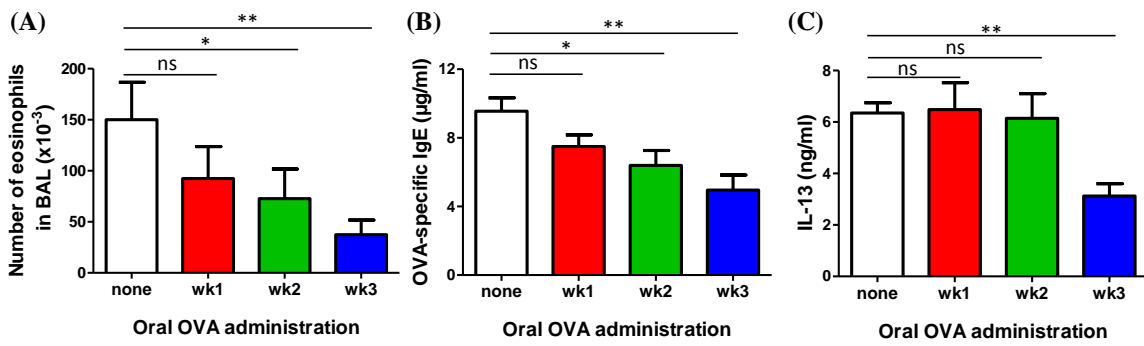 (A)
**
*
ns
Number of eosinophils
in BAL (x10-3)
200
150
100
50
0
none wk1 wk2 wk3
Oral OVA administration
(B)
**
*
ns
OVA-specific IgE (µg/ml)
12
8
4
0
none wk1 wk2 wk3
Oral OVA administration
(C)
**
ns
ns
IL-13 (ng/ml)
8
6
4
2
0
none wk1 wk2 wk3
Oral OVA administration